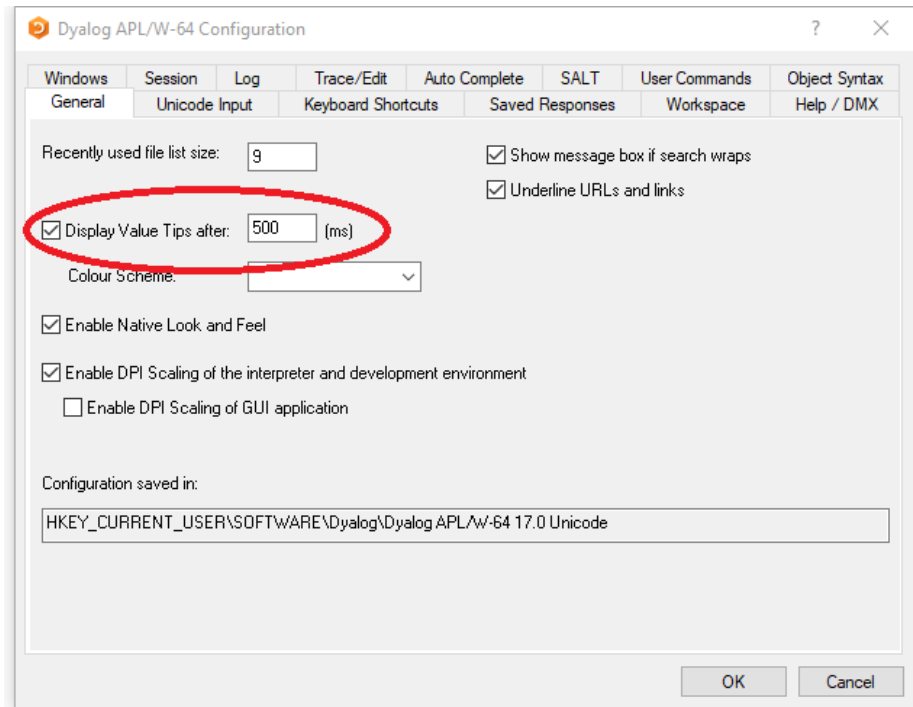 Dyalog APL/W-64 Configuration ?
Windows Session Log Trace/Edit Auto Complete SALT User Commands Object Syntax
General Unicode Input Keyboard Shortcuts Saved Responses Workspace Help / DMX
Recently used file list size: 9
Show message box if search wraps
Underline URLs and links
Display Value Tips after: 500 (ms)
Colour Scheme:
Enable Native Look and Feel
Enable DPI Scaling of the interpreter and development environment
Enable DPI Scaling of GUI application
Configuration saved in:
HKEY_CURRENT_USER\SOFTWARE\Dyalog\Dyalog APL/W-64 17.0 Unicode
OK Cancel